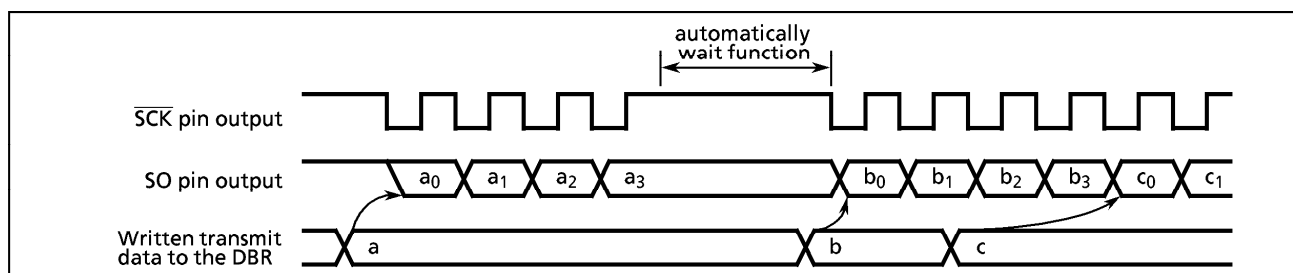 automatically
wait function
SCK pin output
SO pin output
a0 a1 a2 a3 b0 b1 b2 b3 c0 c1
Written transmit
data to the DBR
a b c